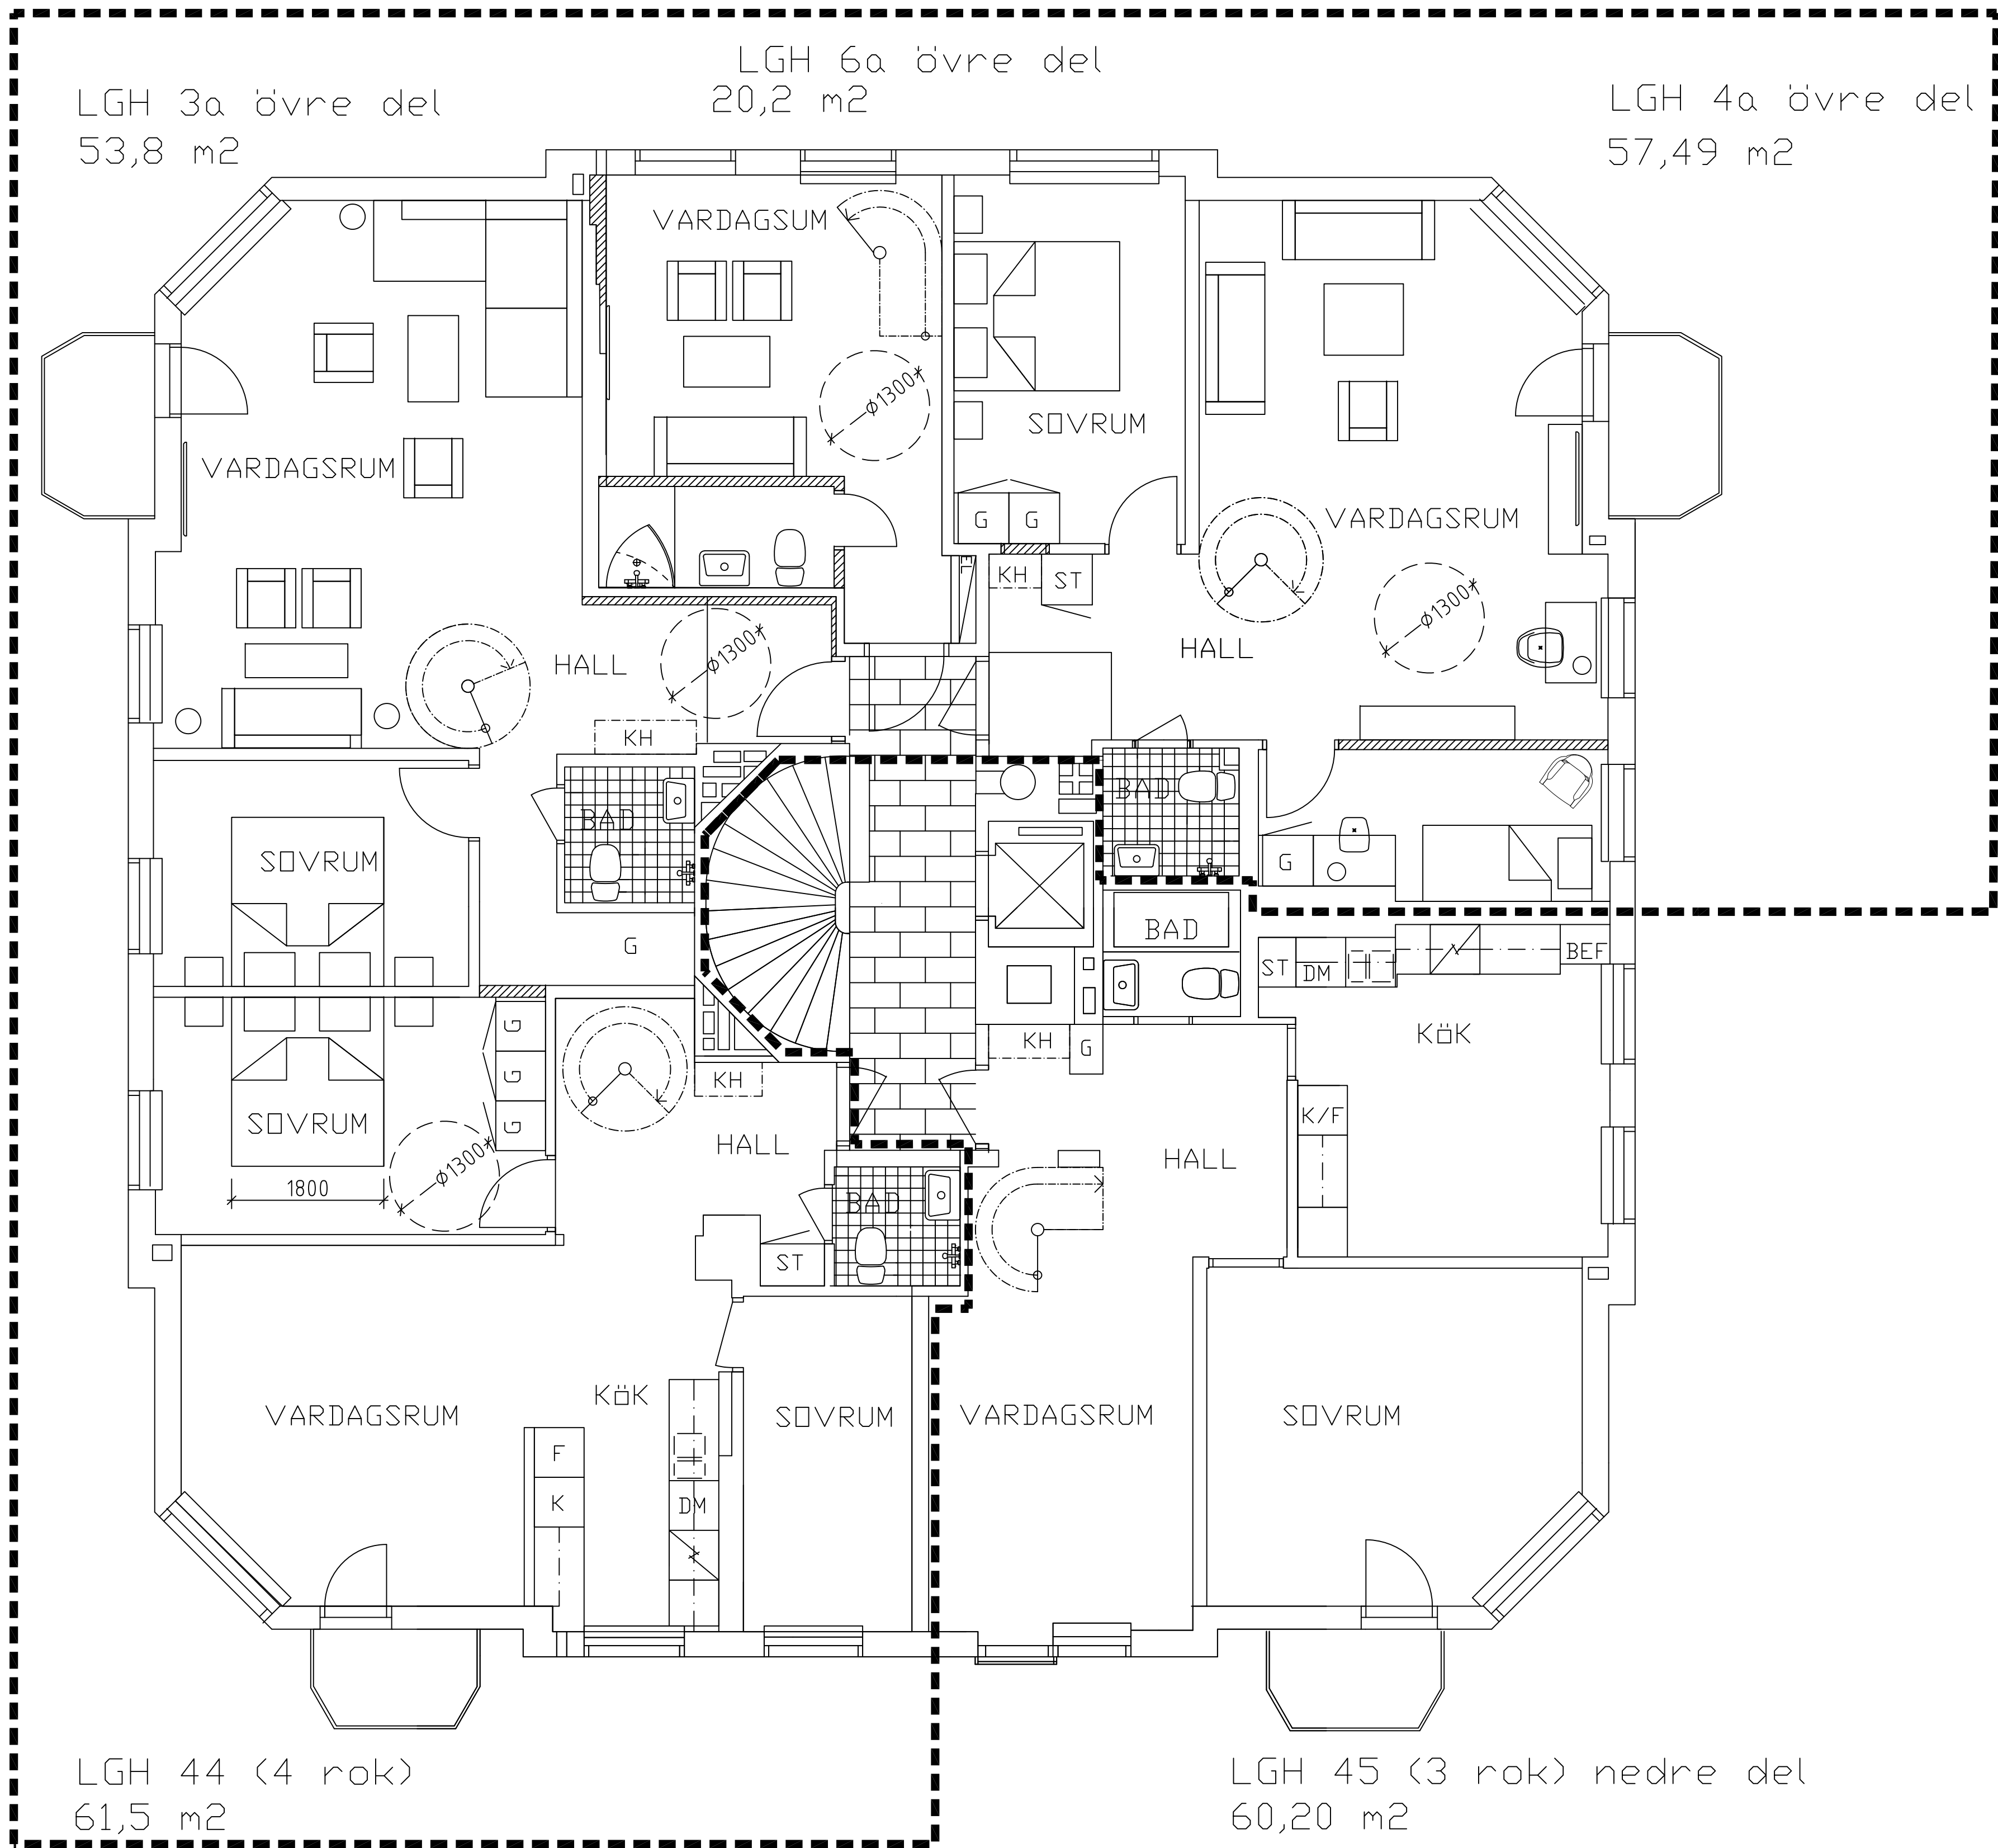 LGH 6a övre del
20,2 m2
LGH 3a övre del
53,8 m2
LGH 4a övre del
57,49 m2
VARDAGSUM
ø1300
SOVRUM
VARDAGSRUM
G
G
VARDAGSRUM
EL
KH
ST
ø1300
HALL
ø1300
HALL
KH
BAD
BAD
SOVRUM
G
G
BAD
ST
DM
BEF
G
G
G
KÖK
KH
G
KH
K/F
SOVRUM
HALL
HALL
ø1300
1800
BAD
ST
VARDAGSRUM
KÖK
SOVRUM
VARDAGSRUM
SOVRUM
F
K
DM
LGH 44 (4 rok)
61,5 m2
LGH 45 (3 rok) nedre del
60,20 m2